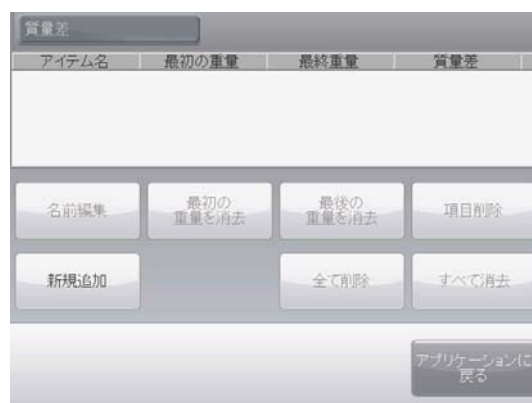 質量差
アイテム名 最初の重量 最終重量 質量差
名前編集 最初の 最後の 項目削除
重量を消去 重量を消去
新規追加 全て削除 すべて消去
アプリケーションに
戻る